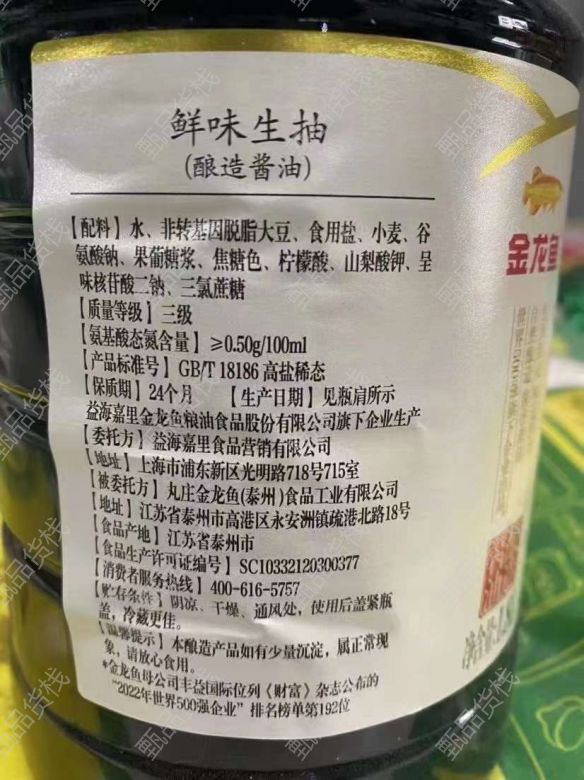 鲜味生抽
(酿造酱油)
【配料】水、非转基因脱脂大豆、食用盐、小麦、谷
氨酸钠、果葡糖浆、焦糖色、柠檬酸、山梨酸钾、呈
味核苷酸二钠、三氯蔗糖
【质量等级】三级
【氨基酸态氮含量】≥0.50g/100ml
【产品标准号】GB/T 18186 高盐稀态
【保质期】24个月 【生产日期】见瓶肩所示
益海嘉里金龙鱼粮油食品股份有限公司旗下企业生产
【委托方】益海嘉里食品营销有限公司
【地址】上海市浦东新区光明路718号715室
【被委托方】丸庄金龙鱼(泰州)食品工业有限公司
【地址】江苏省泰州市高港区永安洲镇疏港北路18号
【食品产地】江苏省泰州市
【食品生产许可证编号】SC10332120300377
【消费者服务热线】400-616-5757
【贮存条件】阴凉、干燥、通风处，使用后盖紧瓶
盖，冷藏更佳。
【温馨提示】本酿造产品如有少量沉淀，属正常现
象，请放心食用。
*金龙鱼母公司丰益国际位列《财富》杂志公布的
"2022年世界500强企业"排名榜单第192位
金龙鱼
净含量
甄品货栈